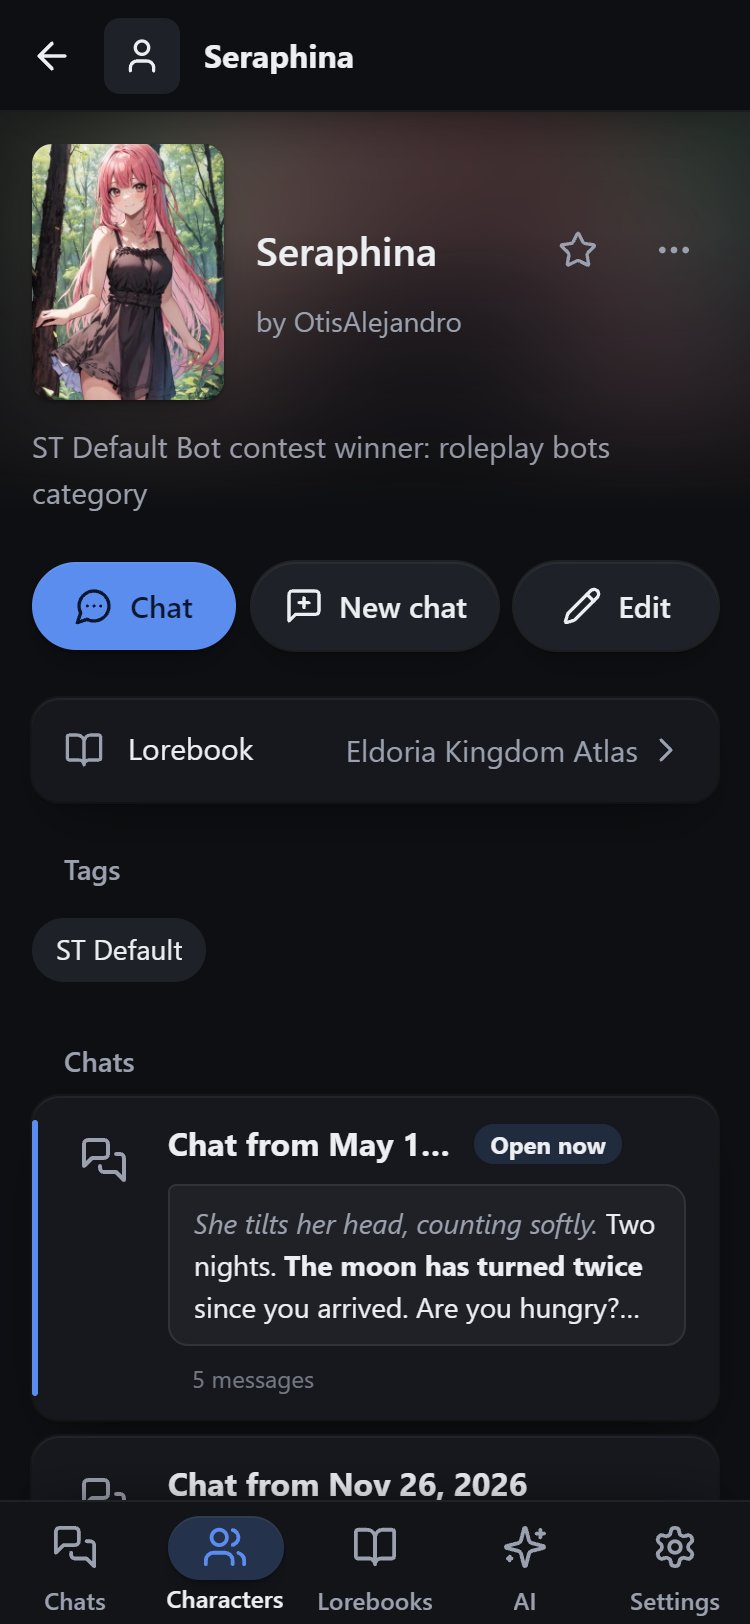 Seraphina
Seraphina
by OtisAlejandro
ST Default Bot contest winner: roleplay bots
category
Chat
New chat
Edit
Lorebook
Eldoria Kingdom Atlas
Tags
ST Default
Chats
Chat from May 1...
Open now
She tilts her head, counting softly. Two
nights. The moon has turned twice
since you arrived. Are you hungry?...
5 messages
Chat from Nov 26, 2026
Chats
Characters
Lorebooks
AI
Settings